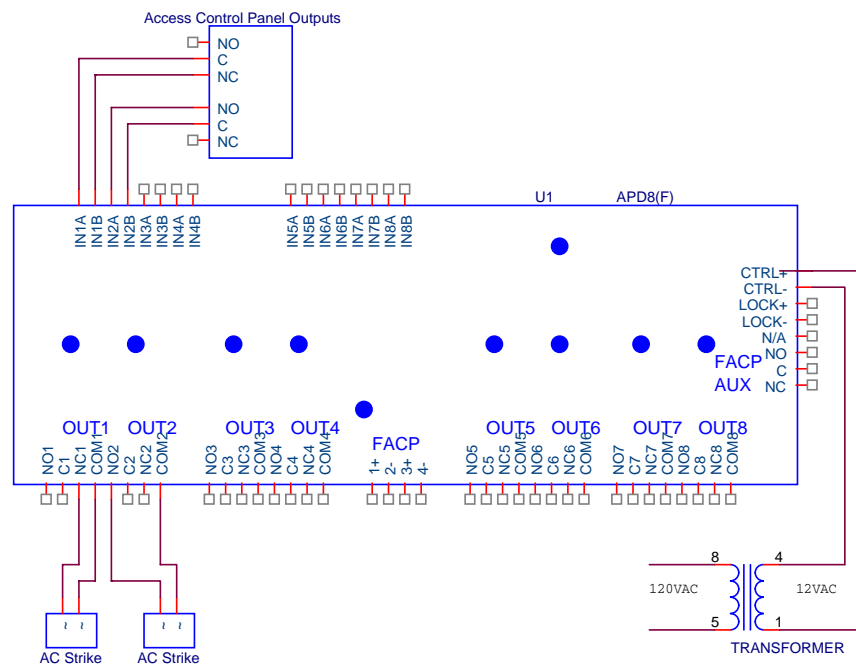 Access Control Panel Outputs
NO
C
NC
NO
C
NC
IN1A
IN1B
IN2A
IN2B
IN3A
IN3B
IN4A
IN4B
IN5A
IN5B
IN6A
IN6B
IN7A
IN7B
IN8A
IN8B
U1
APD8(F)
CTRL+
CTRL-
LOCK+
LOCK-
N/A
NO
C
NC
FACP
AUX
OUT1
OUT2
OUT3
OUT4
FACP
OUT5
OUT6
OUT7
OUT8
NO1
C1
NC1
COM1
NO2
C2
NC2
COM2
NO3
C3
NC3
COM3
NO4
C4
NC4
COM4
1+
2-
3+
4-
NO5
C5
NC5
COM5
NO6
C6
NC6
COM6
NO7
C7
NC7
COM7
NO8
C8
NC8
COM8
8
4
120VAC
12VAC
5
1
TRANSFORMER
~
~
~
~
AC Strike
AC Strike